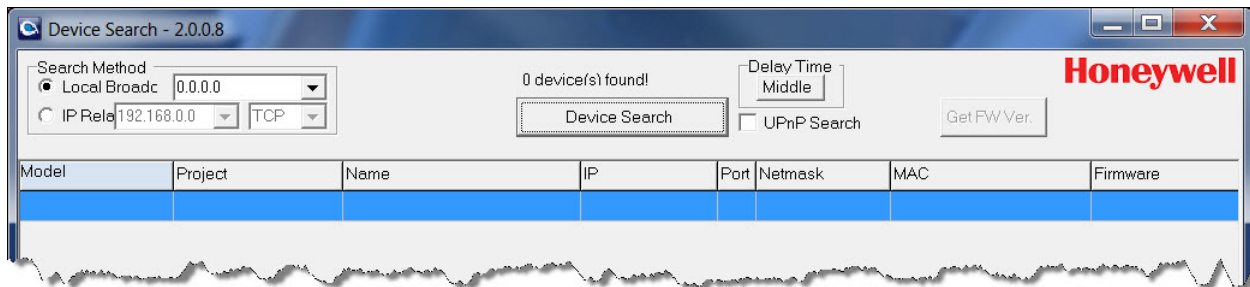 Device Search - 2.0.0.8
Search Method
Local Broadc 0.0.0.0
IP Rela 192.168.0.0 TCP
0 device(s) found!
Device Search
Delay Time
Middle
UPnP Search
Get FW Ver.
Honeywell
Model Project Name IP Port Netmask MAC Firmware